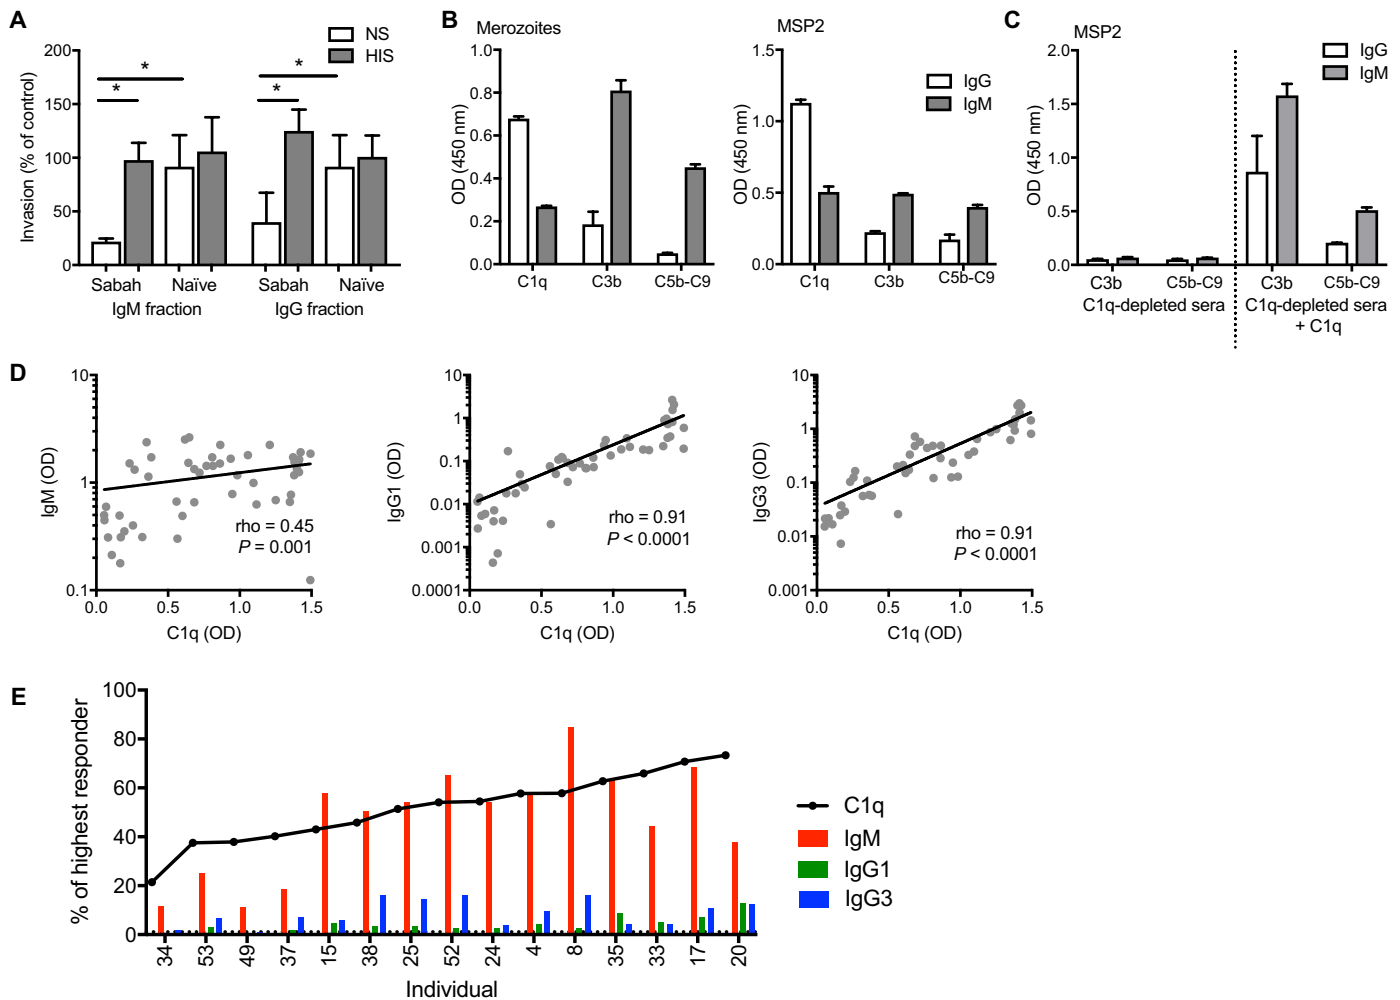 A
NS
HIS
200
150
100
50
0
Invasion (% of control)
*
*
*
*
Sabah
Naïve
Sabah
Naïve
IgM fraction
IgG fraction
B
Merozoites
1.0
0.8
0.6
0.4
0.2
0.0
OD (450 nm)
C1q
C3b
C5b-C9
MSP2
IgG
IgM
1.5
1.0
0.5
0.0
OD (450 nm)
C1q
C3b
C5b-C9
C
MSP2
IgG
IgM
2.0
1.5
1.0
0.5
0.0
OD (450 nm)
C3b
C5b-C9
C3b
C5b-C9
C1q-depleted sera
C1q-depleted sera
+ C1q
D
10
1
0.1
IgM (OD)
rho = 0.45
P = 0.001
0.0
0.5
1.0
1.5
C1q (OD)
10
1
0.1
0.01
0.001
0.0001
IgG1 (OD)
rho = 0.91
P < 0.0001
0.0
0.5
1.0
1.5
C1q (OD)
10
1
0.1
0.01
0.001
IgG3 (OD)
rho = 0.91
P < 0.0001
0.0
0.5
1.0
1.5
C1q (OD)
E
100
80
60
40
20
0
% of highest responder
34
53
49
37
15
38
25
52
24
4
8
35
33
17
20
Individual
C1q
IgM
IgG1
IgG3